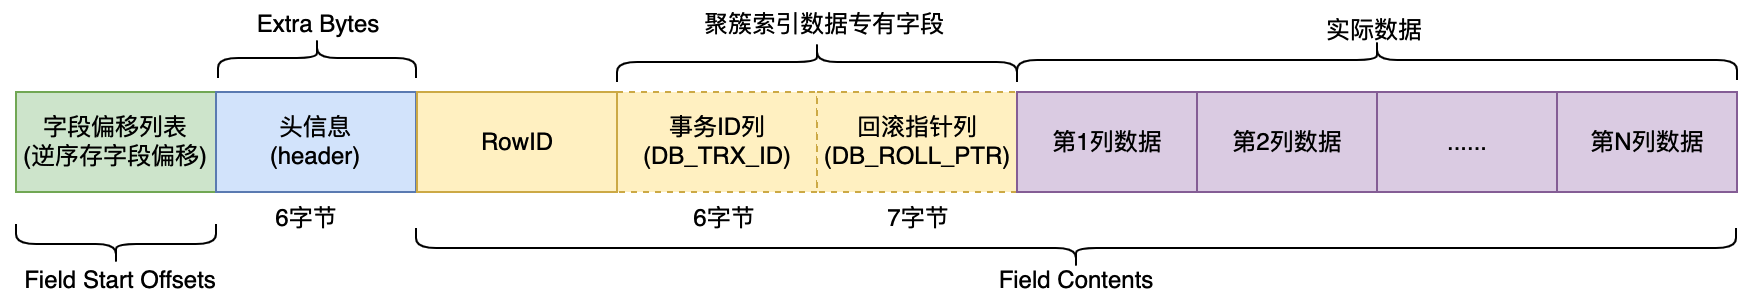 Extra Bytes
聚簇索引数据专有字段
实际数据
字段偏移列表
(逆序存字段偏移)
头信息
(header)
RowID
事务ID列
(DB_TRX_ID)
回滚指针列
(DB_ROLL_PTR)
第1列数据
第2列数据
......
第N列数据
6字节
6字节
7字节
Field Start Offsets
Field Contents